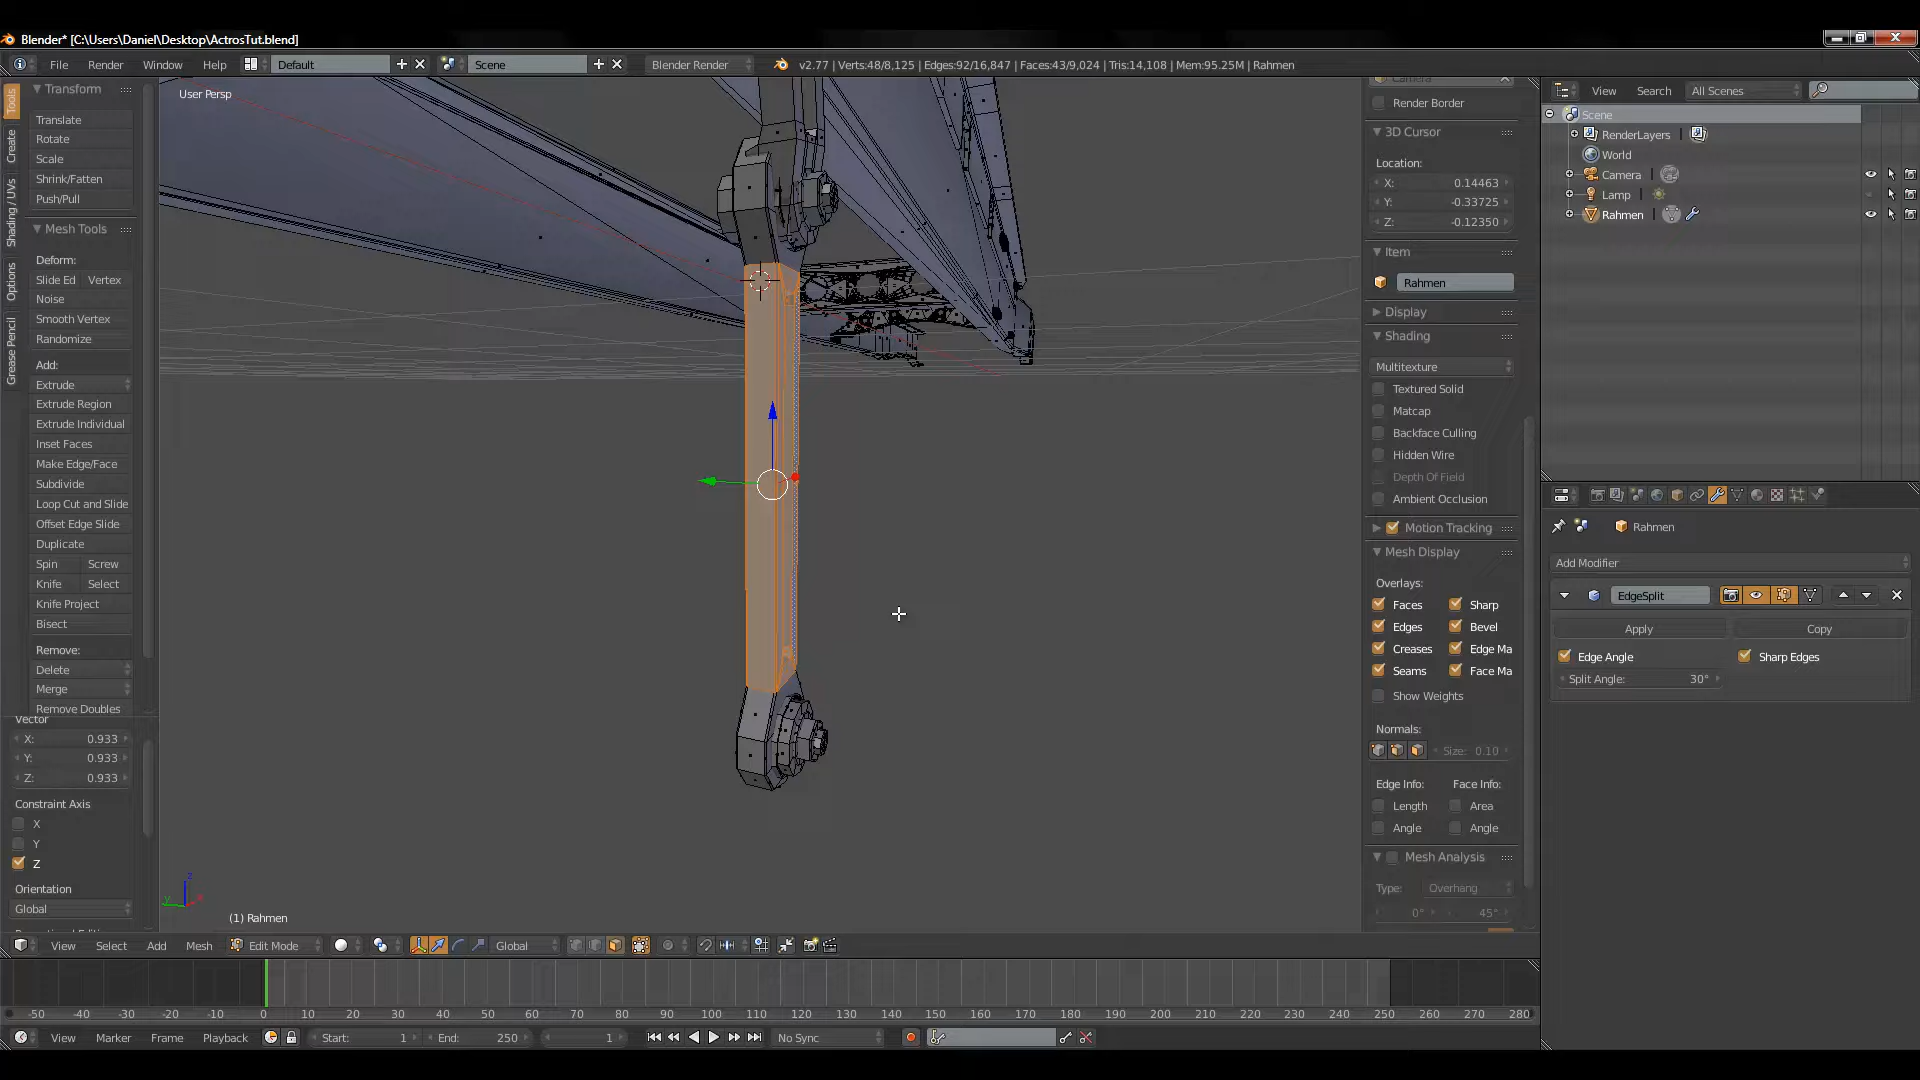 Blender* [C:\Users\Daniel\Desktop\ActrosTut.blend]
File Render Window Help Default Scene Blender Render v2.77 | Verts:48/8,125 | Edges:92/16,847 | Faces:43/9,024 | Tris:14,108 | Mem:95.25M | Rahmen
Tools
Create
Shading / UVs
Options
Grease Pencil
Transform
Translate
Rotate
Scale
Shrink/Fatten
Push/Pull
Mesh Tools
Deform:
Slide Ed Vertex
Noise
Smooth Vertex
Randomize
Add:
Extrude
Extrude Region
Extrude Individual
Inset Faces
Make Edge/Face
Subdivide
Loop Cut and Slide
Offset Edge Slide
Duplicate
Spin Screw
Knife Select
Knife Project
Bisect
Remove:
Delete
Merge
Remove Doubles
Vector
X: 0.933
Y: 0.933
Z: 0.933
Constraint Axis
X
Y
Z
Orientation
Global
User Persp
(1) Rahmen
z
y
x
Camera
Render Border
3D Cursor
Location:
X: 0.14463
Y: -0.33725
Z: -0.12350
Item
Rahmen
Display
Shading
Multitexture
Textured Solid
Matcap
Backface Culling
Hidden Wire
Depth Of Field
Ambient Occlusion
Motion Tracking
Mesh Display
Overlays:
Faces Sharp
Edges Bevel
Creases Edge Ma
Seams Face Ma
Show Weights
Normals:
Size: 0.10
Edge Info: Face Info:
Length Area
Angle Angle
Mesh Analysis
Type: Overhang
0° 45°
View Search All Scenes
Scene
RenderLayers
World
Camera
Lamp
Rahmen
Rahmen
Add Modifier
EdgeSplit
Apply Copy
Edge Angle Sharp Edges
Split Angle: 30°
View Select Add Mesh Edit Mode Global
-50 -40 -30 -20 -10 0 10 20 30 40 50 60 70 80 90 100 110 120 130 140 150 160 170 180 190 200 210 220 230 240 250 260 270 280
View Marker Frame Playback Start: 1 End: 250 1 No Sync